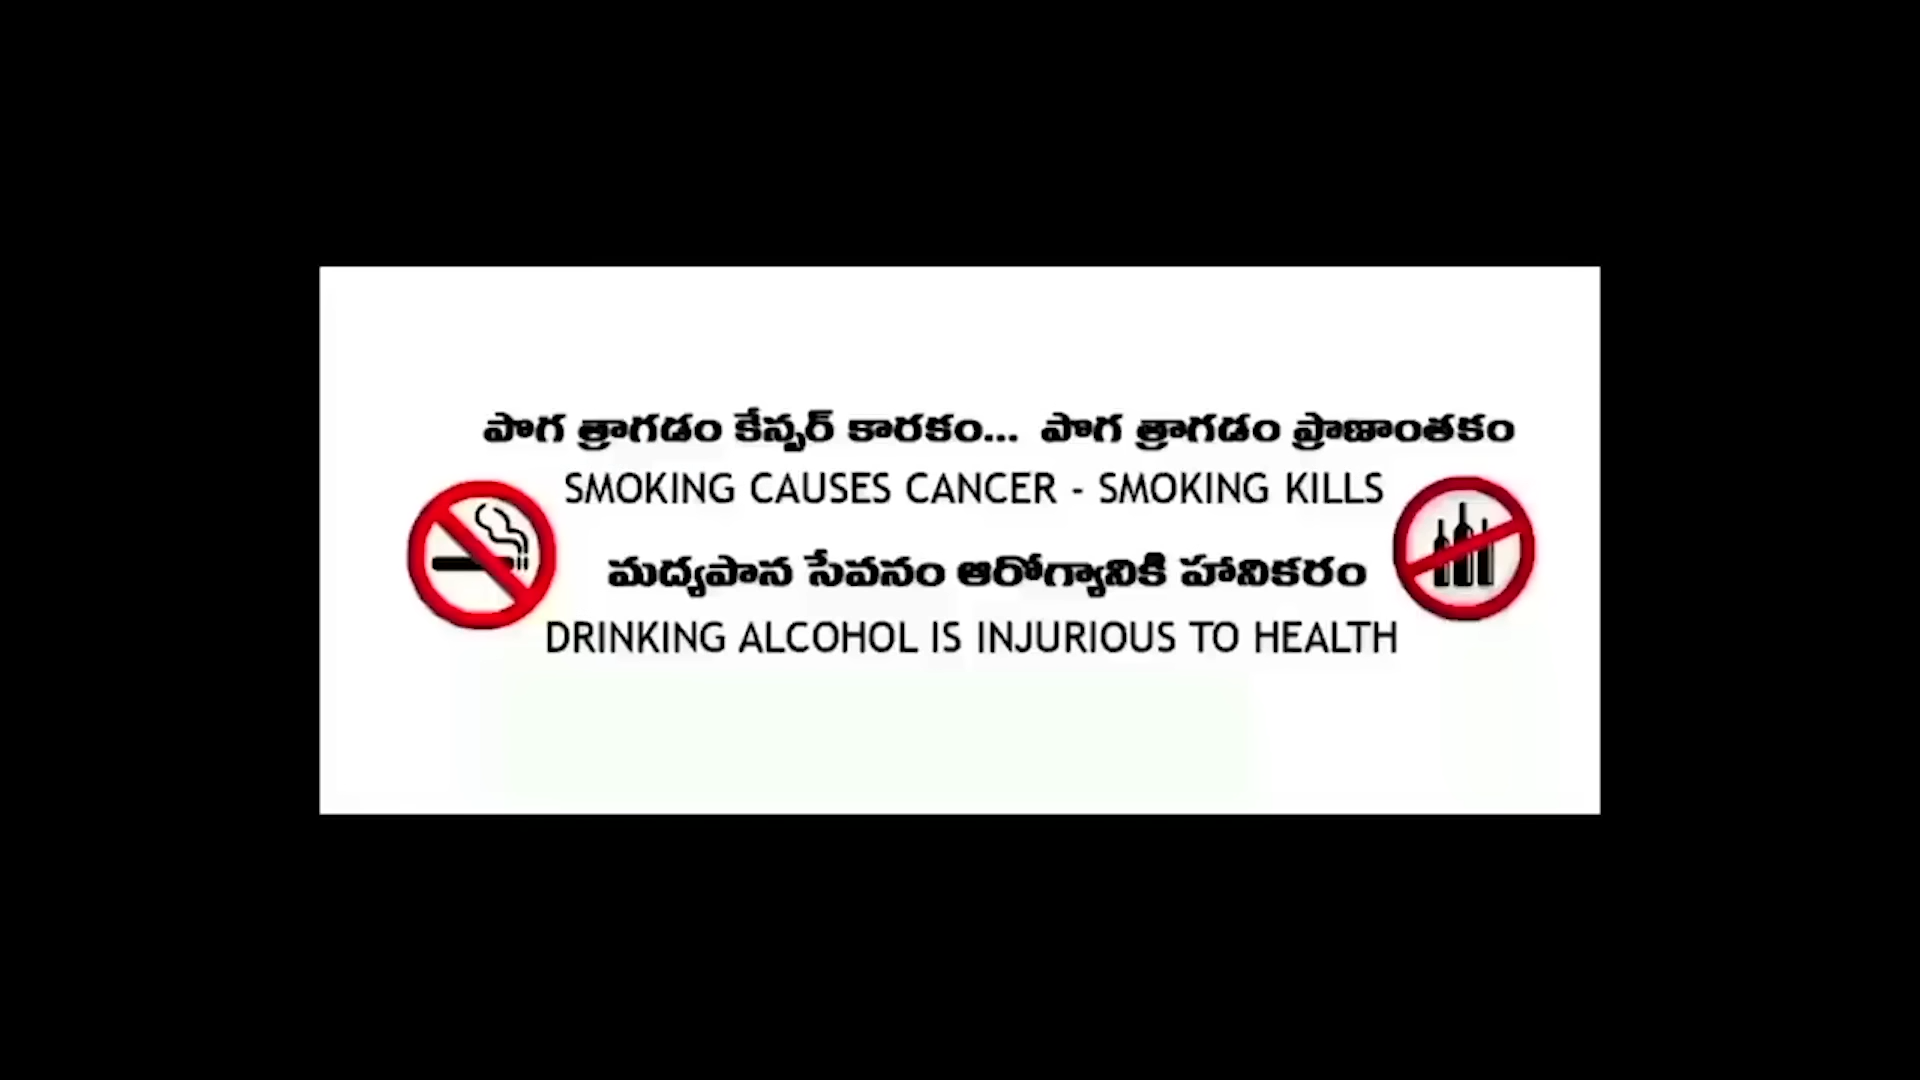 పొగ త్రాగడం కేన్సర్ కారకం... పొగ త్రాగడం ప్రాణాంతకం
SMOKING CAUSES CANCER - SMOKING KILLS
మద్యపాన సేవనం ఆరోగ్యానికి హానికరం
DRINKING ALCOHOL IS INJURIOUS TO HEALTH